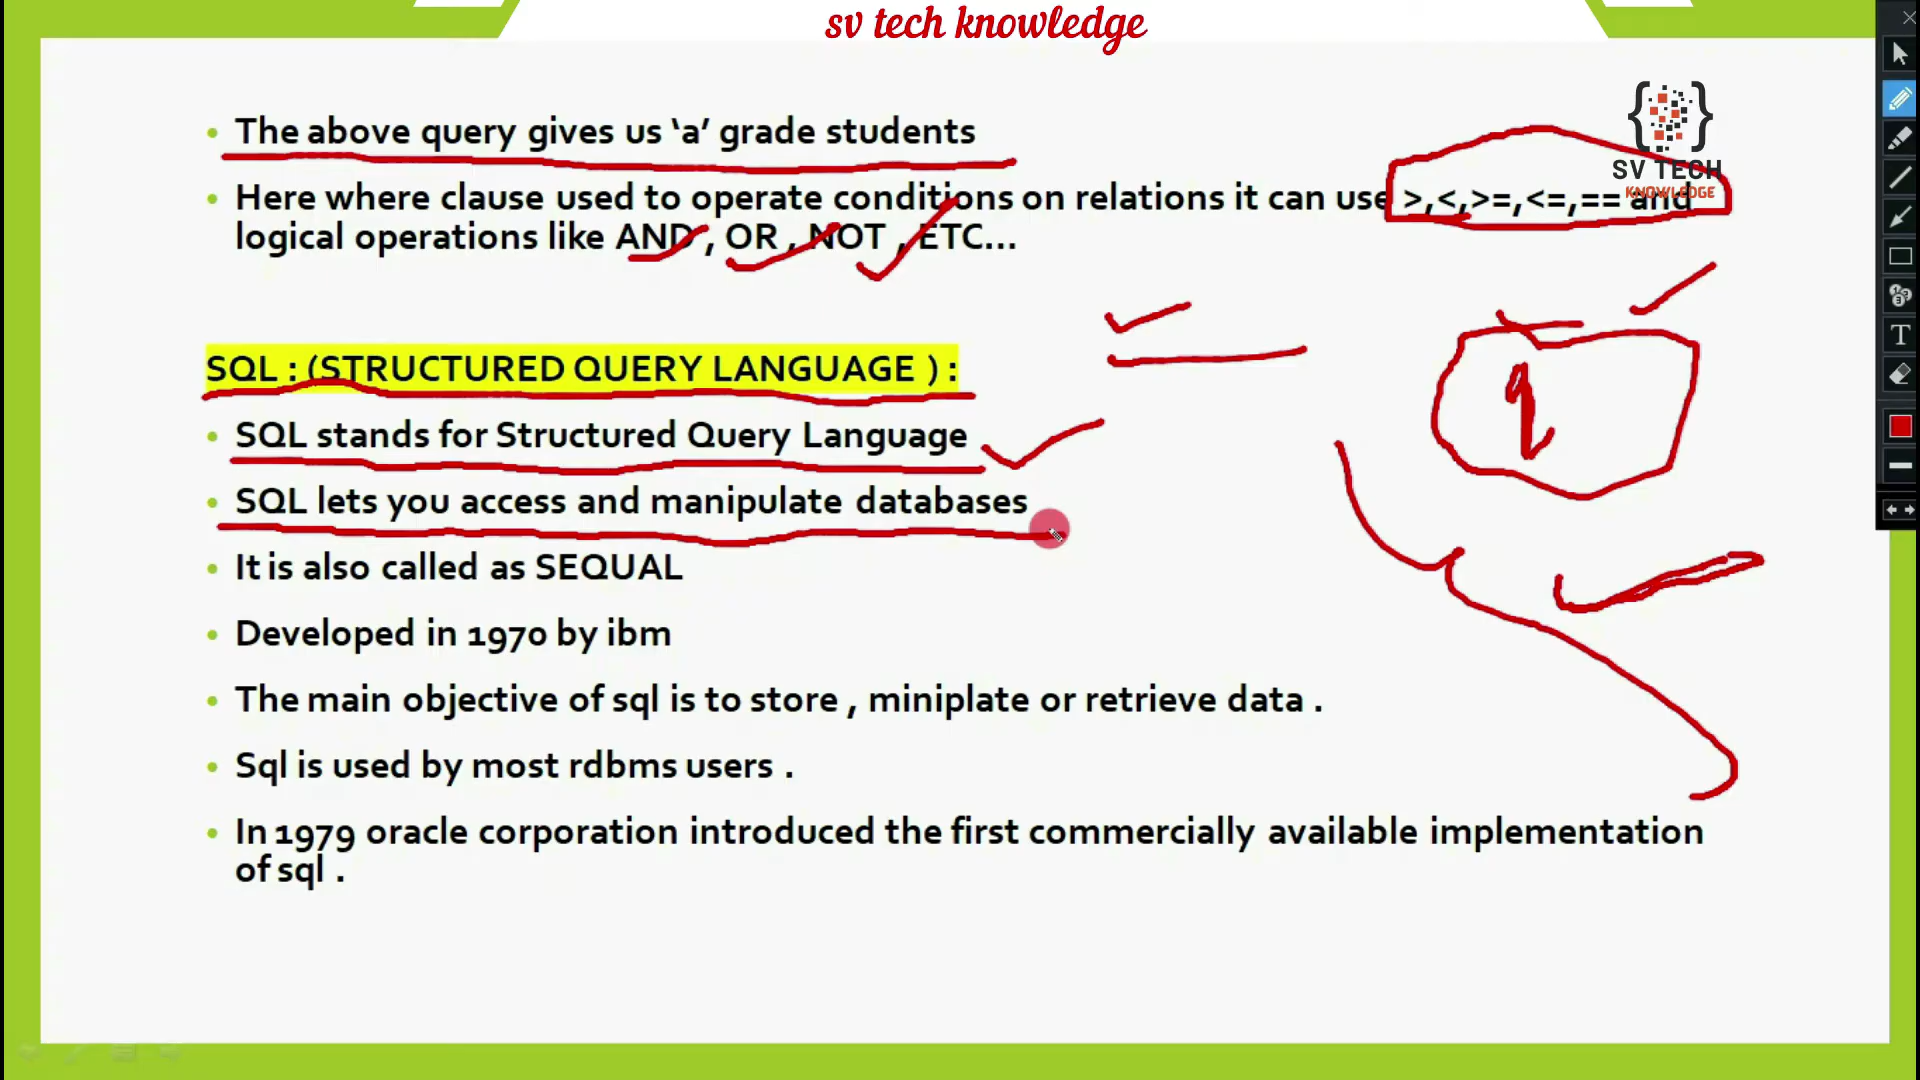 sv tech knowledge
SV TECH
KNOWLEDGE
• The above query gives us ‘a’ grade students
• Here where clause used to operate conditions on relations it can use >,<,>=,<=,== and
logical operations like AND , OR , NOT , ETC...
SQL : (STRUCTURED QUERY LANGUAGE ) :
• SQL stands for Structured Query Language
• SQL lets you access and manipulate databases
• It is also called as SEQUAL
• Developed in 1970 by ibm
• The main objective of sql is to store , miniplate or retrieve data .
• Sql is used by most rdbms users .
• In 1979 oracle corporation introduced the first commercially available implementation
of sql .